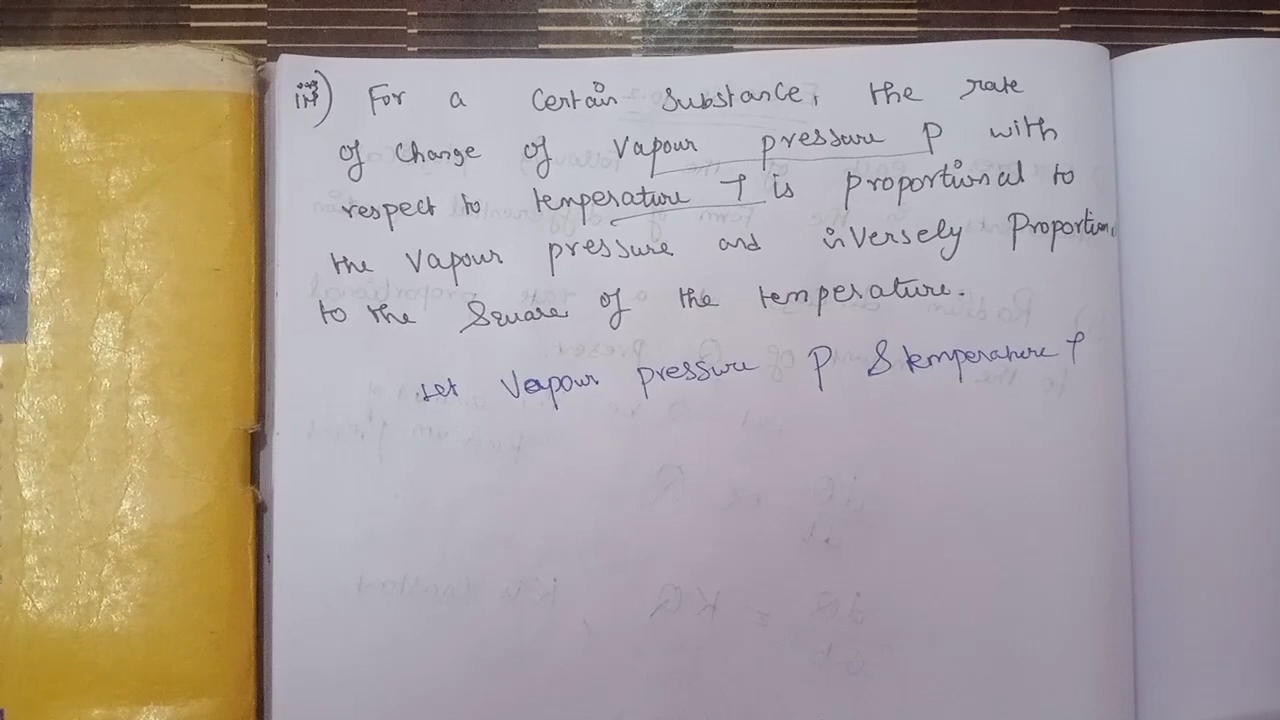 iii) For a certain substance, the rate
of change of vapour pressure P with
respect to temperature T is proportional to
the vapour pressure and inversely proportion
to the square of the temperature.
Let vapour pressure P & temperature T